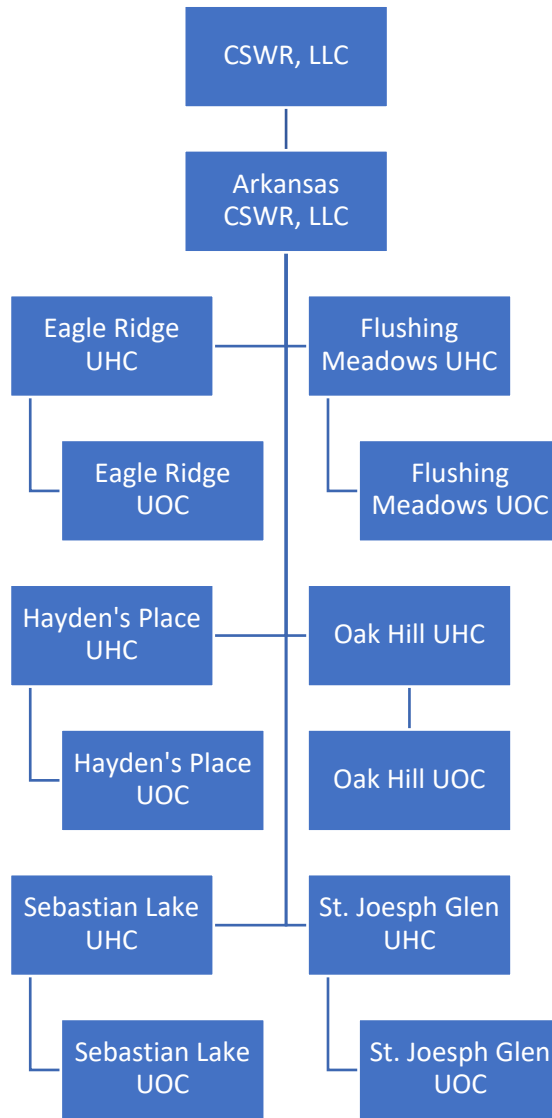 CSWR, LLC
Arkansas
CSWR, LLC
Eagle Ridge
UHC
Flushing
Meadows UHC
Eagle Ridge
UOC
Flushing
Meadows UOC
Hayden's Place
UHC
Oak Hill UHC
Hayden's Place
UOC
Oak Hill UOC
Sebastian Lake
UHC
St. Joesph Glen
UHC
Sebastian Lake
UOC
St. Joesph Glen
UOC